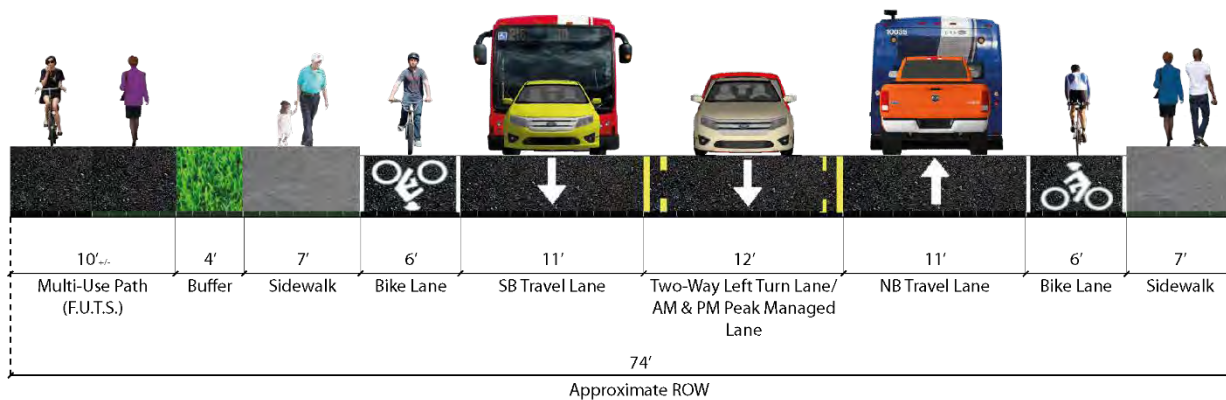 10039
10'+/-
4'
7'
6'
11'
12'
11'
6'
7'
Multi-Use Path
(F.U.T.S.)
Buffer
Sidewalk
Bike Lane
SB Travel Lane
Two-Way Left Turn Lane/
AM & PM Peak Managed
Lane
NB Travel Lane
Bike Lane
Sidewalk
74'
Approximate ROW